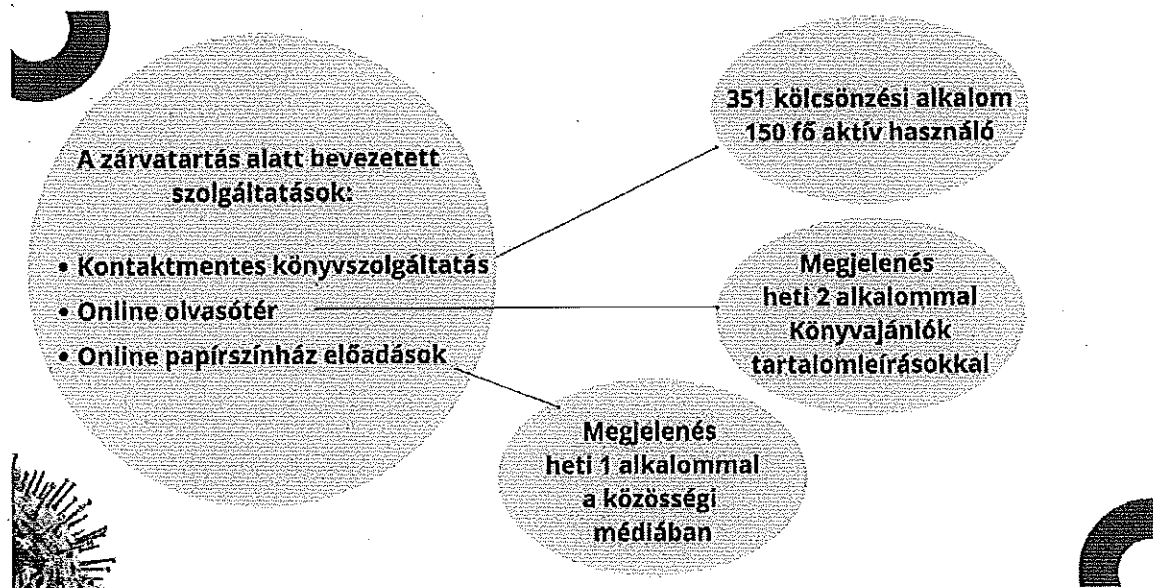 A zárvatartás alatt bevezetett
szolgáltatások:
• Kontaktmentes könyvszolgáltatás
• Online olvasótér
• Online papírszínház előadások
351 kölcsönzési alkalom
150 fő aktív használó
Megjelenés
heti 2 alkalommal
Könyvajánlók
tartalomleírásokkal
Megjelenés
heti 1 alkalommal
a közösségi
médiában